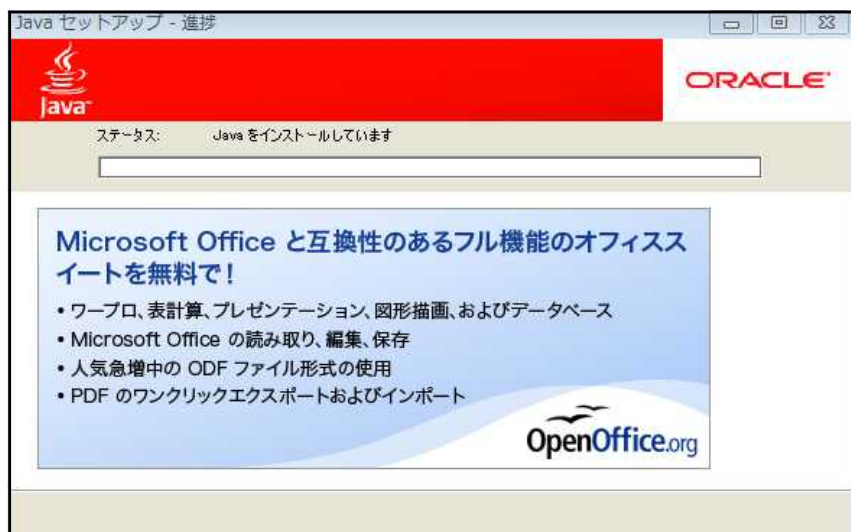 Java セットアップ - 進捗
Java
ORACLE
ステータス: Java をインストールしています
Microsoft Office と互換性のあるフル機能のオフィスス
イートを無料で!
• ワープロ、表計算、プレゼンテーション、図形描画、およびデータベース
• Microsoft Office の読み取り、編集、保存
• 人気急増中の ODF ファイル形式の使用
• PDF のワンクリックエクスポートおよびインポート
OpenOffice.org